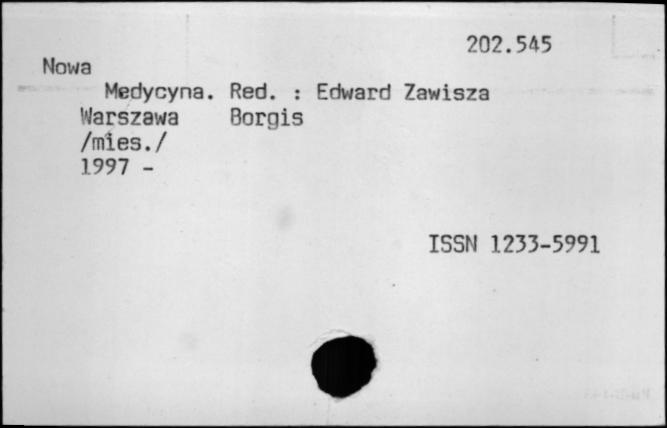 202.545
Nowa
Medycyna. Red. : Edward Zawisza
Warszawa Borgis
/mies./
1997 -
ISSN 1233-5991